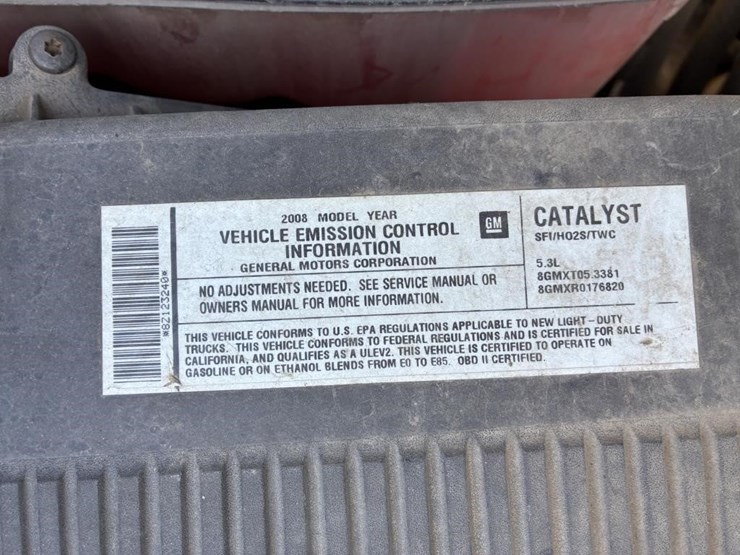 *82123240*
2008 MODEL YEAR
VEHICLE EMISSION CONTROL
INFORMATION
GENERAL MOTORS CORPORATION
GM
CATALYST
SFI/HO2S/TWC
NO ADJUSTMENTS NEEDED. SEE SERVICE MANUAL OR
OWNERS MANUAL FOR MORE INFORMATION.
5.3L
8GMXT05.3381
8GMXR0176820
THIS VEHICLE CONFORMS TO U.S. EPA REGULATIONS APPLICABLE TO NEW LIGHT-DUTY
TRUCKS. THIS VEHICLE CONFORMS TO FEDERAL REGULATIONS AND IS CERTIFIED FOR SALE IN
CALIFORNIA, AND QUALIFIES AS A ULEV2. THIS VEHICLE IS CERTIFIED TO OPERATE ON
GASOLINE OR ON ETHANOL BLENDS FROM E0 TO E85. OBD II CERTIFIED.